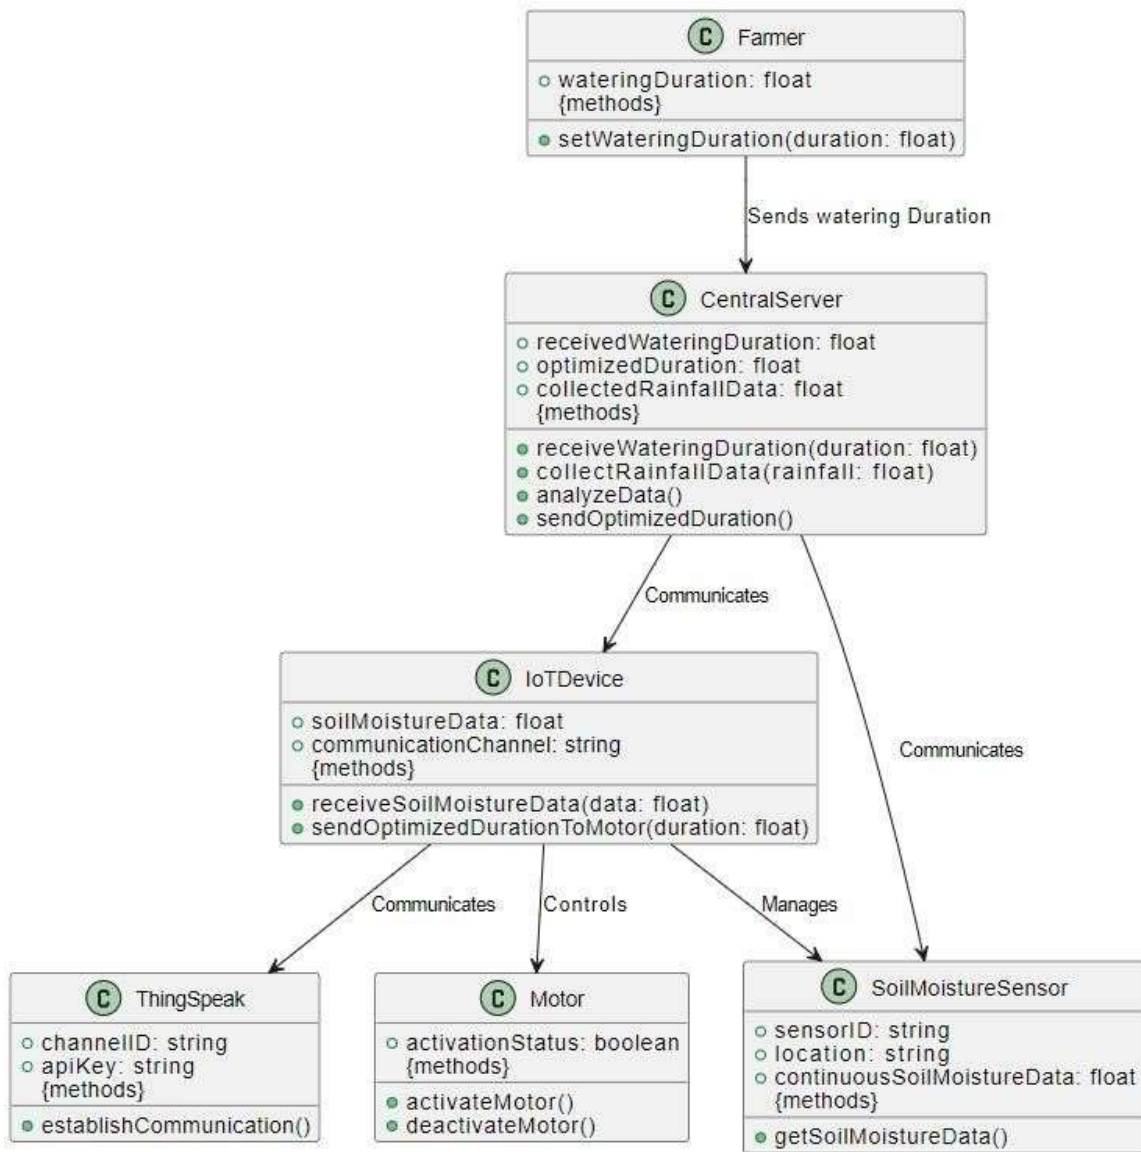 C Farmer
wateringDuration: float
{methods}
setWateringDuration(duration: float)
Sends watering Duration
C CentralServer
receivedWateringDuration: float
optimizedDuration: float
collectedRainfallData: float
{methods}
receiveWateringDuration(duration: float)
collectRainfallData(rainfall: float)
analyzeData()
sendOptimizedDuration()
Communicates
C IoTDevice
soilMoistureData: float
communicationChannel: string
{methods}
receiveSoilMoistureData(data: float)
sendOptimizedDurationToMotor(duration: float)
Communicates
Communicates
Controls
Manages
C ThingSpeak
channelID: string
apiKey: string
{methods}
establishCommunication()
C Motor
activationStatus: boolean
{methods}
activateMotor()
deactivateMotor()
C SoilMoistureSensor
sensorID: string
location: string
continuousSoilMoistureData: float
{methods}
getSoilMoistureData()